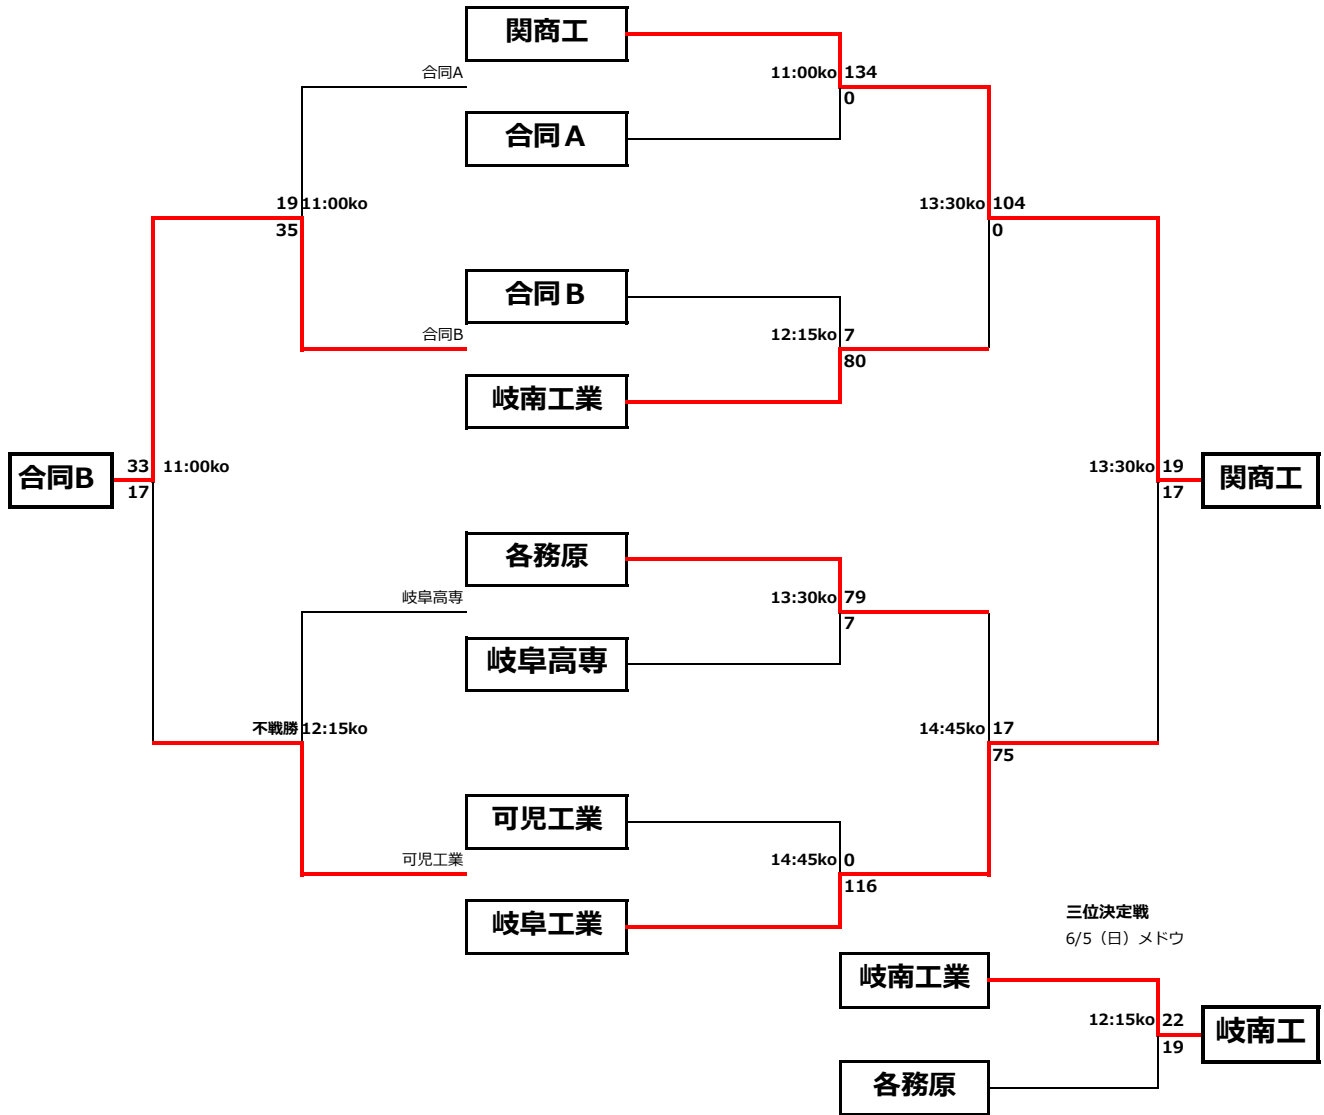 関商工
合同A
11:00ko 134
0
合同A
19 11:00ko
35
13:30ko 104
0
合同B
合同B
12:15ko 7
80
岐南工業
合同B
33 11:00ko
17
13:30ko 19
17
関商工
各務原
岐阜高専
13:30ko 79
7
岐阜高専
不戦勝 12:15ko
14:45ko 17
75
可児工業
可児工業
14:45ko 0
116
岐阜工業
三位決定戦
6/5（日）メドウ
岐南工業
12:15ko 22
19
岐南工
各務原